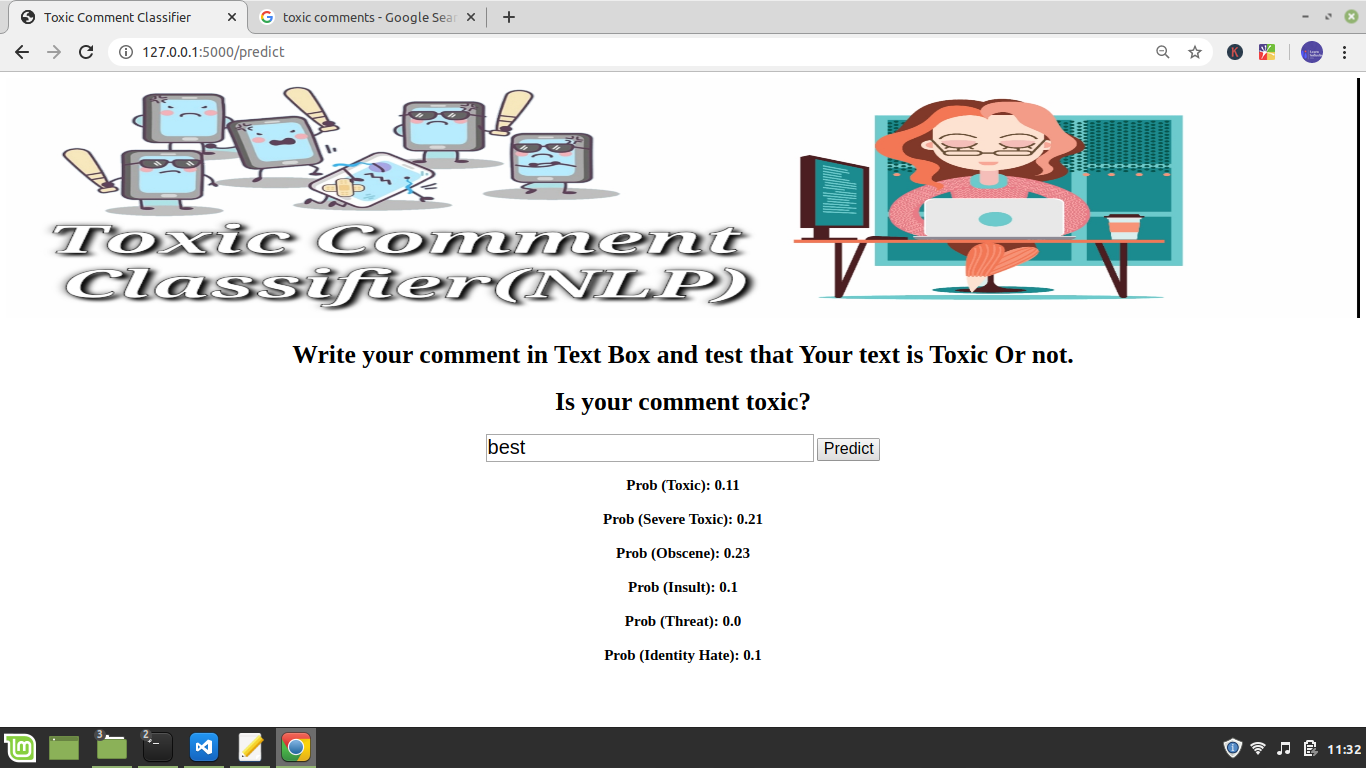 Toxic Comment Classifier
toxic comments - Google Sear
127.0.0.1:5000/predict
Toxic Comment
Classifier(NLP)
Write your comment in Text Box and test that Your text is Toxic Or not.
Is your comment toxic?
best
Predict
Prob (Toxic): 0.11
Prob (Severe Toxic): 0.21
Prob (Obscene): 0.23
Prob (Insult): 0.1
Prob (Threat): 0.0
Prob (Identity Hate): 0.1
3
2
11:32